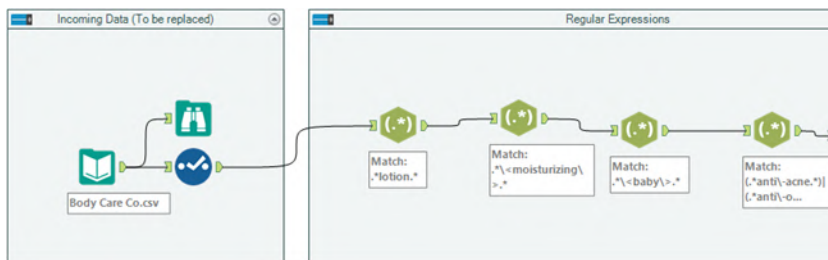 Incoming Data (To be replaced)
Regular Expressions
(.*)
(.*)
(.*)
(.*)
Body Care Co.csv
Match:
.*lotion.*
Match:
.*\<moisturizing\
>.*
Match:
.*\<baby\>.*
Match:
(.*anti\-acne.*)|
(.*anti\-o...